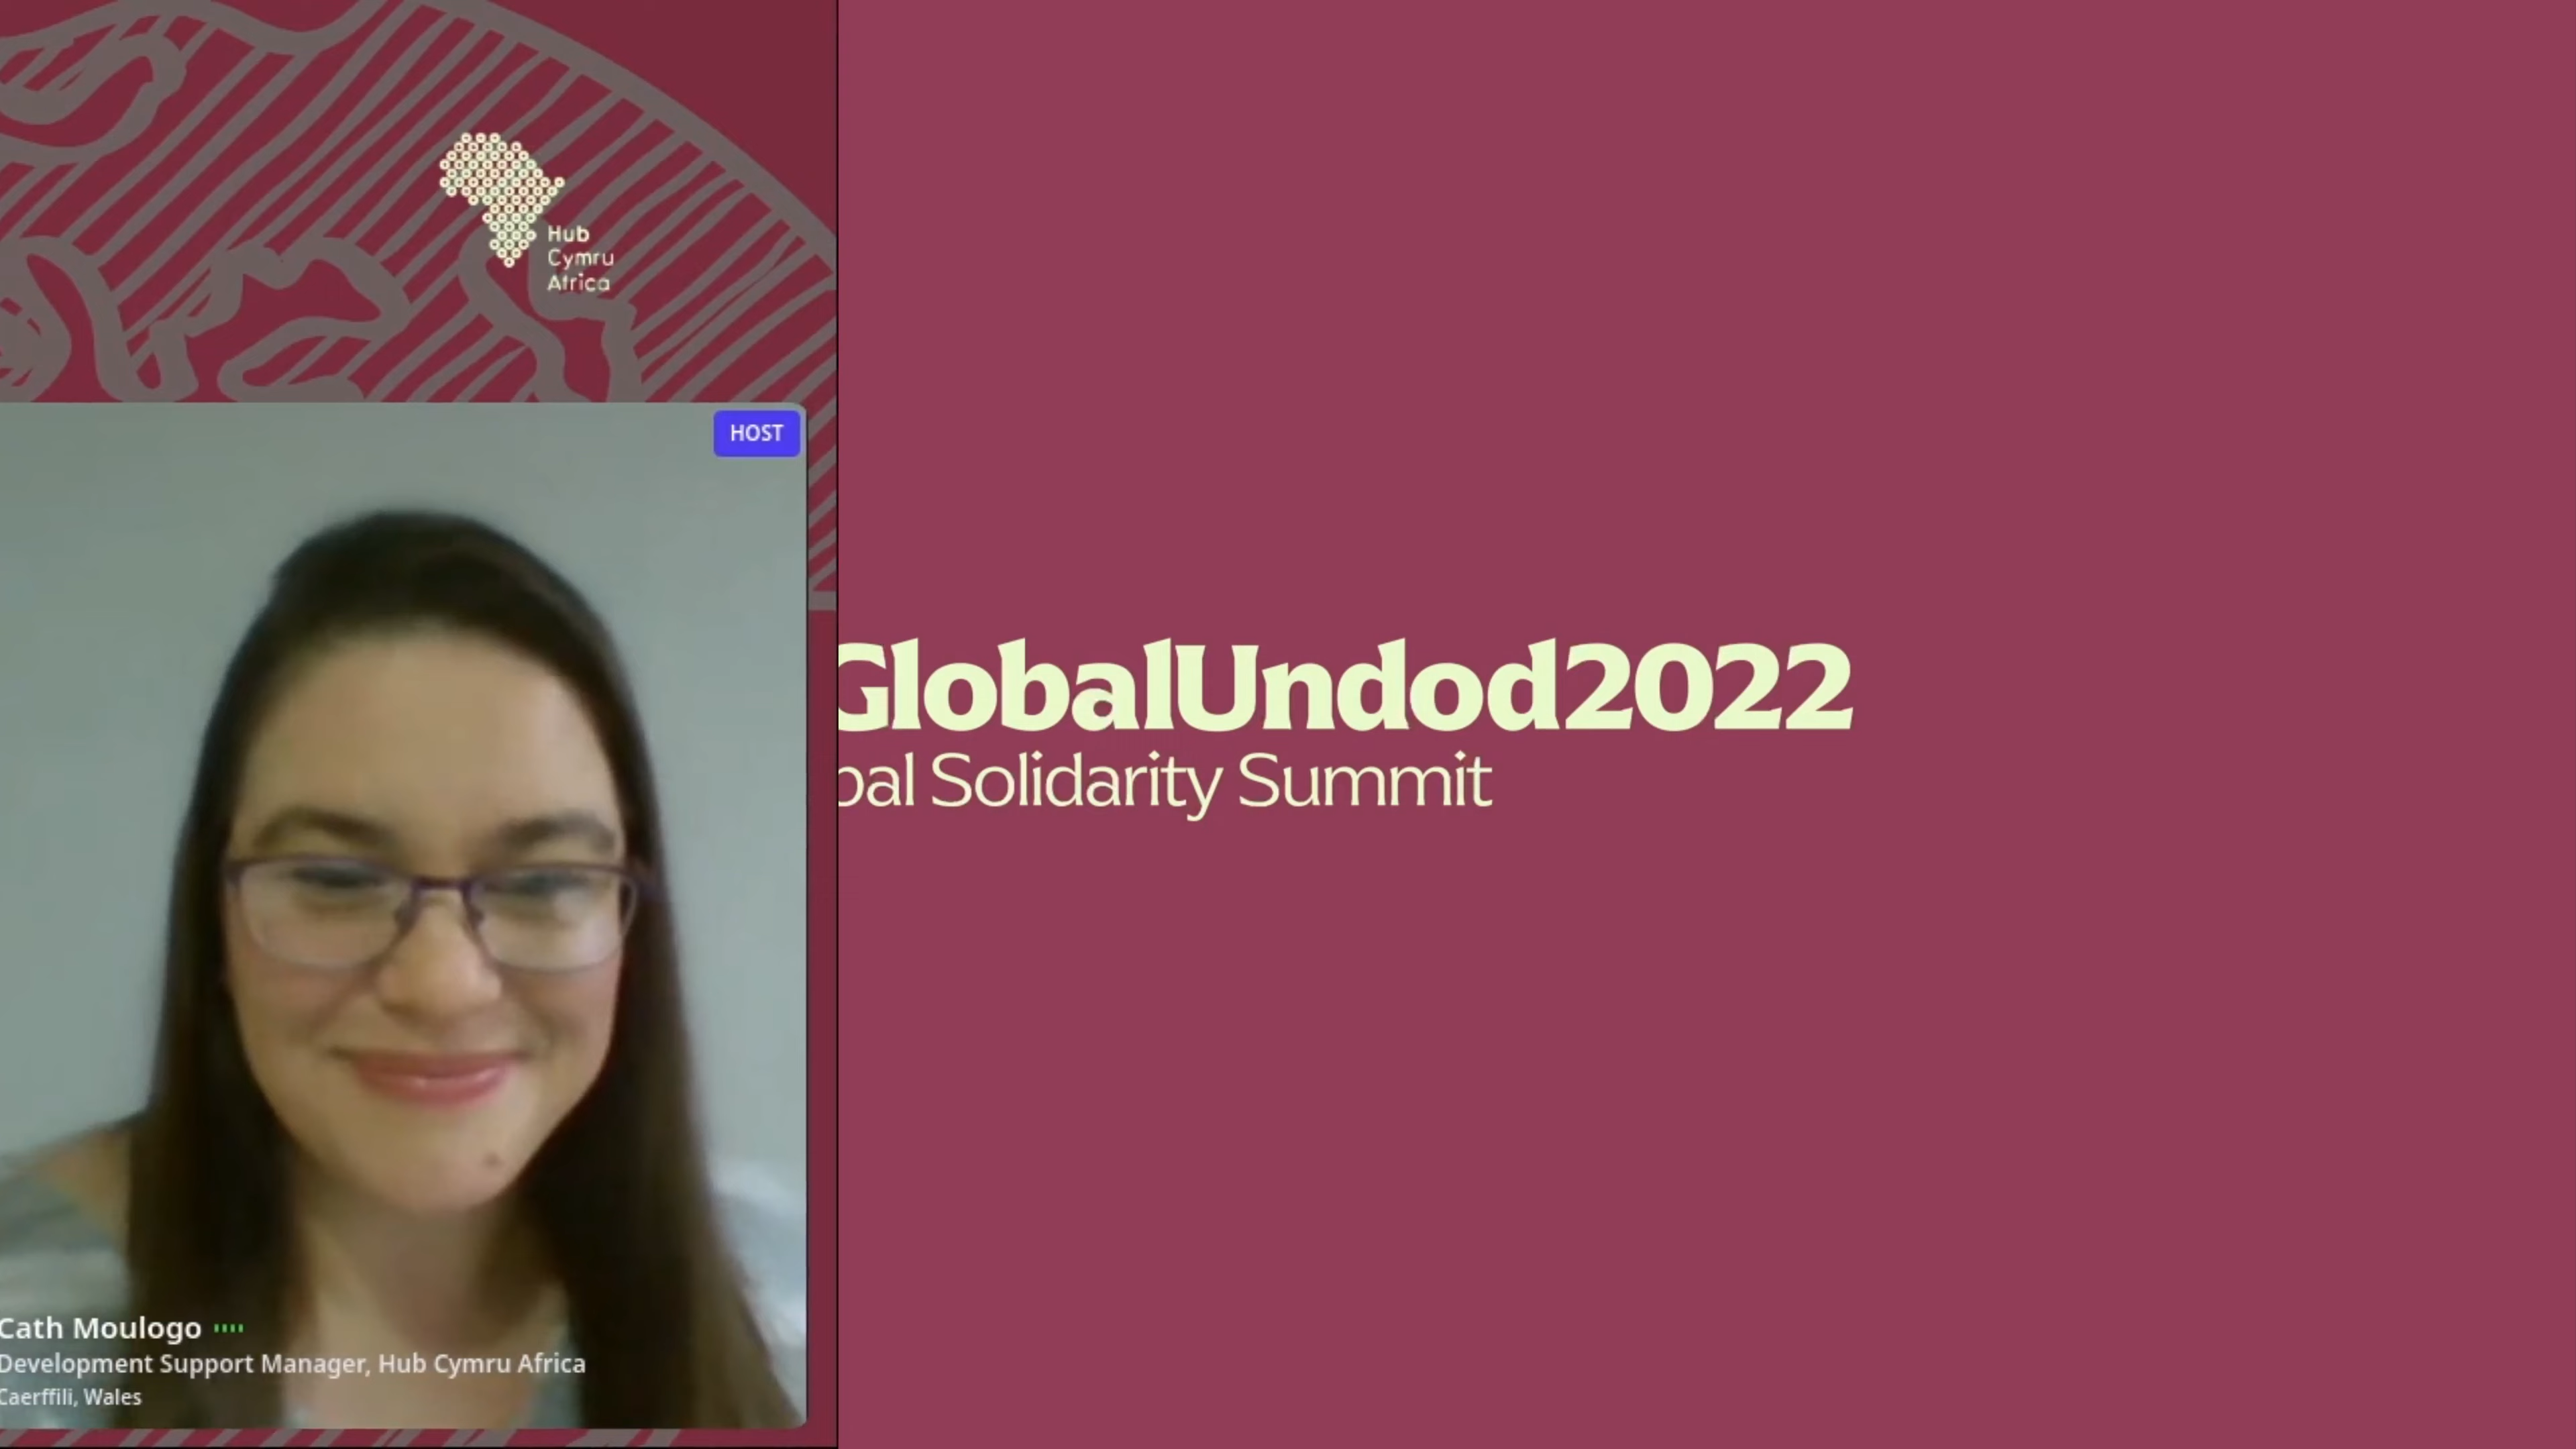 Hub
Cymru
Africa
HOST
GlobalUndod2022
bal Solidarity Summit
Cath Moulogo
Development Support Manager, Hub Cymru Africa
Caerffili, Wales